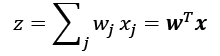 z = ∑_j w_j x_j = w^T x